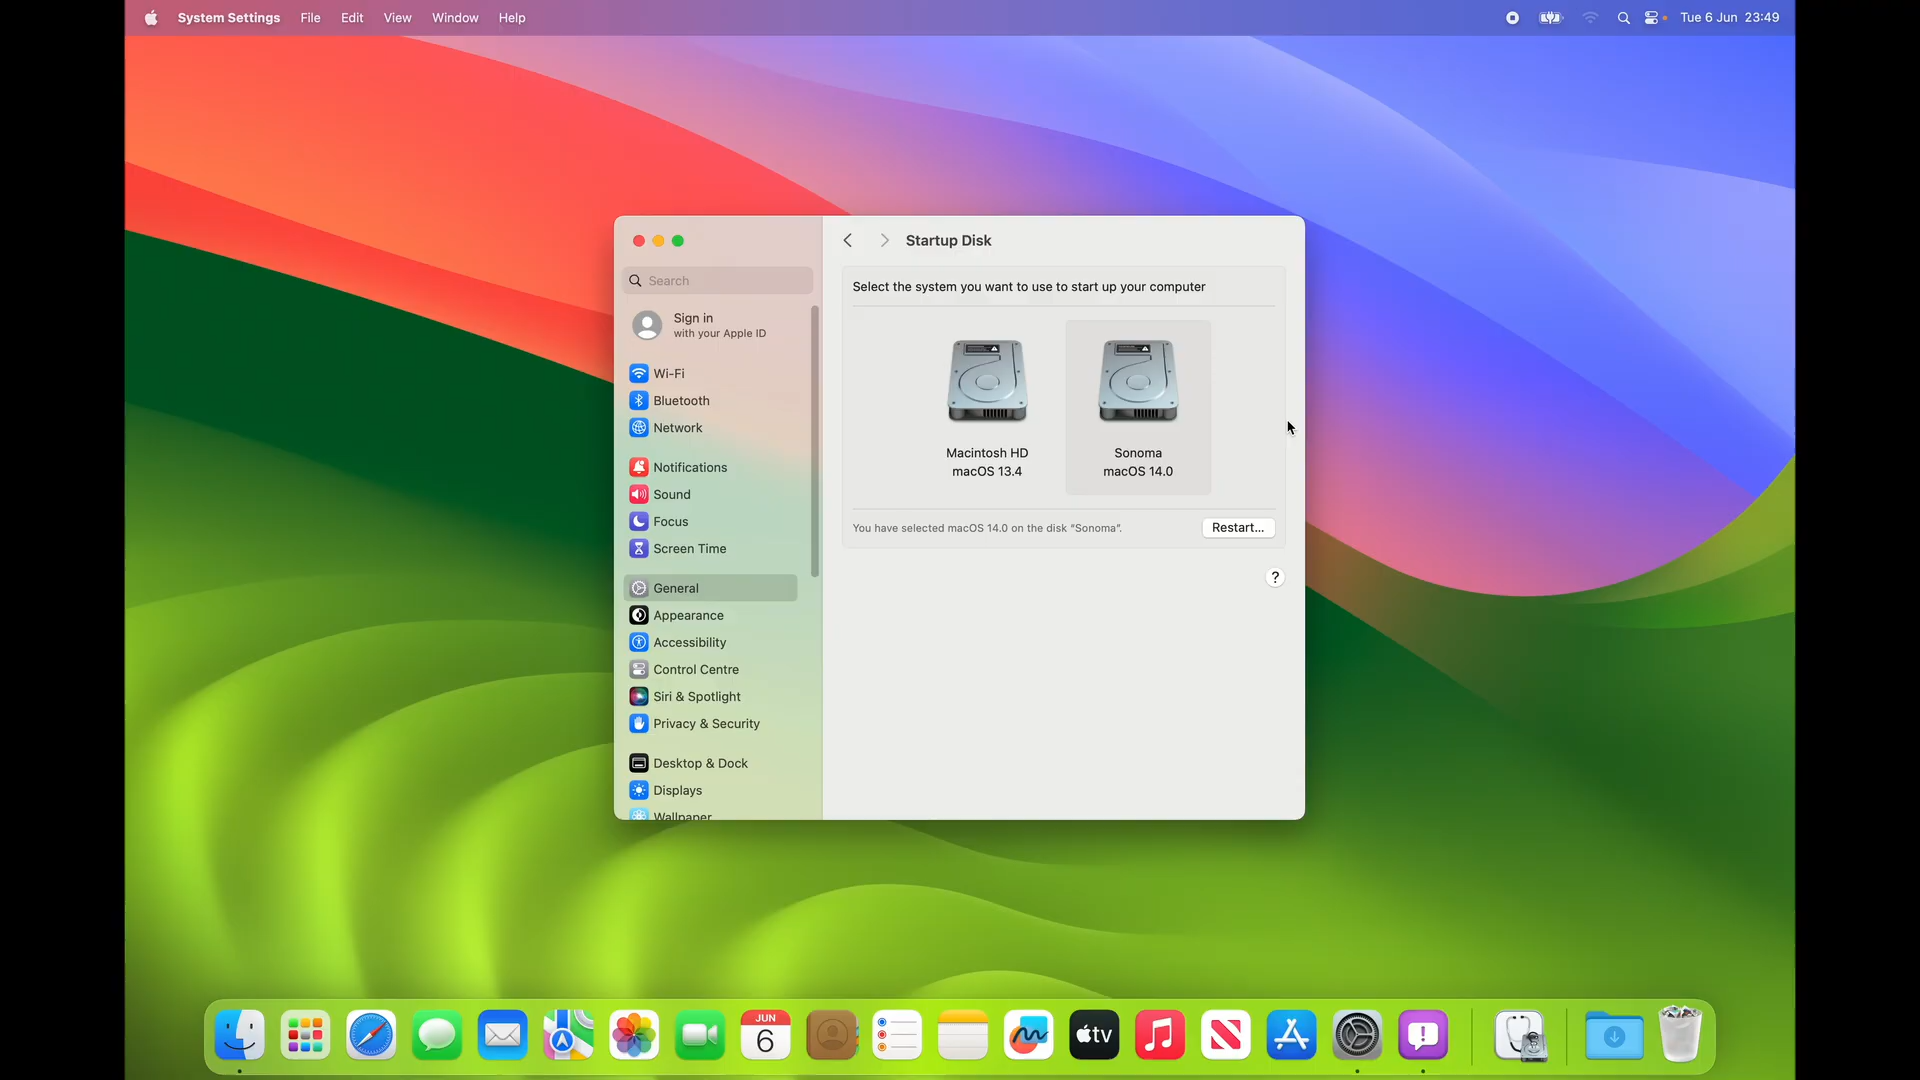 System Settings File Edit View Window Help Tue 6 Jun 23:49
Startup Disk
Search
Select the system you want to use to start up your computer
Sign in
with your Apple ID
Wi-Fi
Bluetooth
Network
Macintosh HD
macOS 13.4
Sonoma
macOS 14.0
Notifications
Sound
Focus
Screen Time
You have selected macOS 14.0 on the disk “Sonoma”. Restart...
?
General
Appearance
Accessibility
Control Centre
Siri & Spotlight
Privacy & Security
Desktop & Dock
Displays
Wallpaper
JUN
6
tv